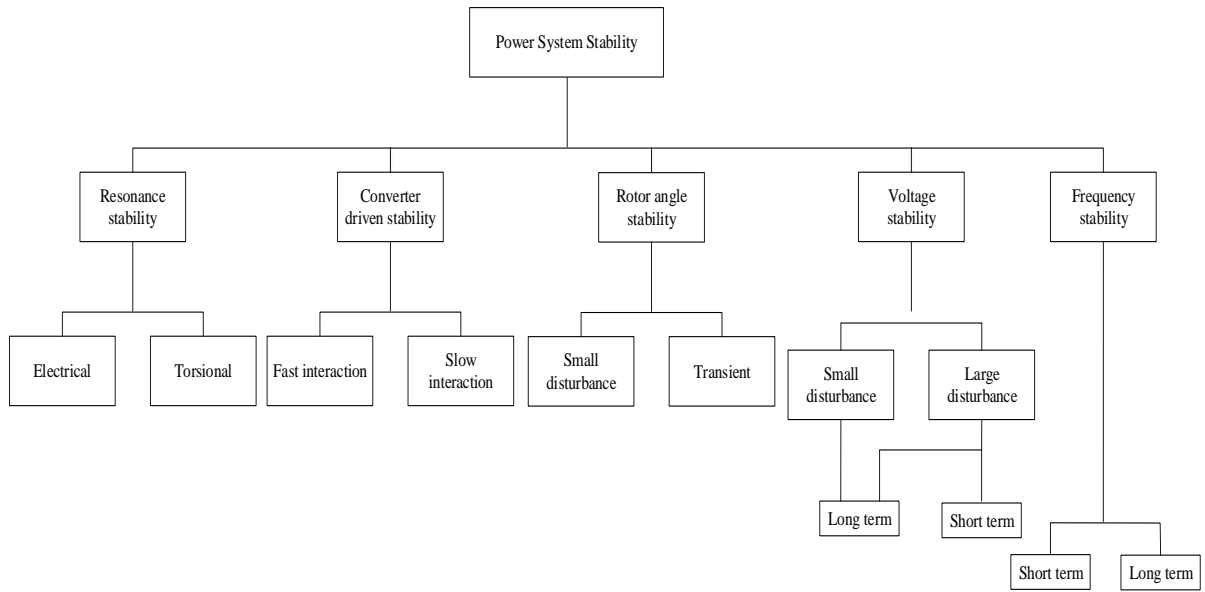 Power System Stability
Resonance
stability
Converter
driven stability
Rotor angle
stability
Voltage
stability
Frequency
stability
Electrical
Torsional
Fast interaction
Slow
interaction
Small
disturbance
Transient
Small
disturbance
Large
disturbance
Long term
Short term
Short term
Long term